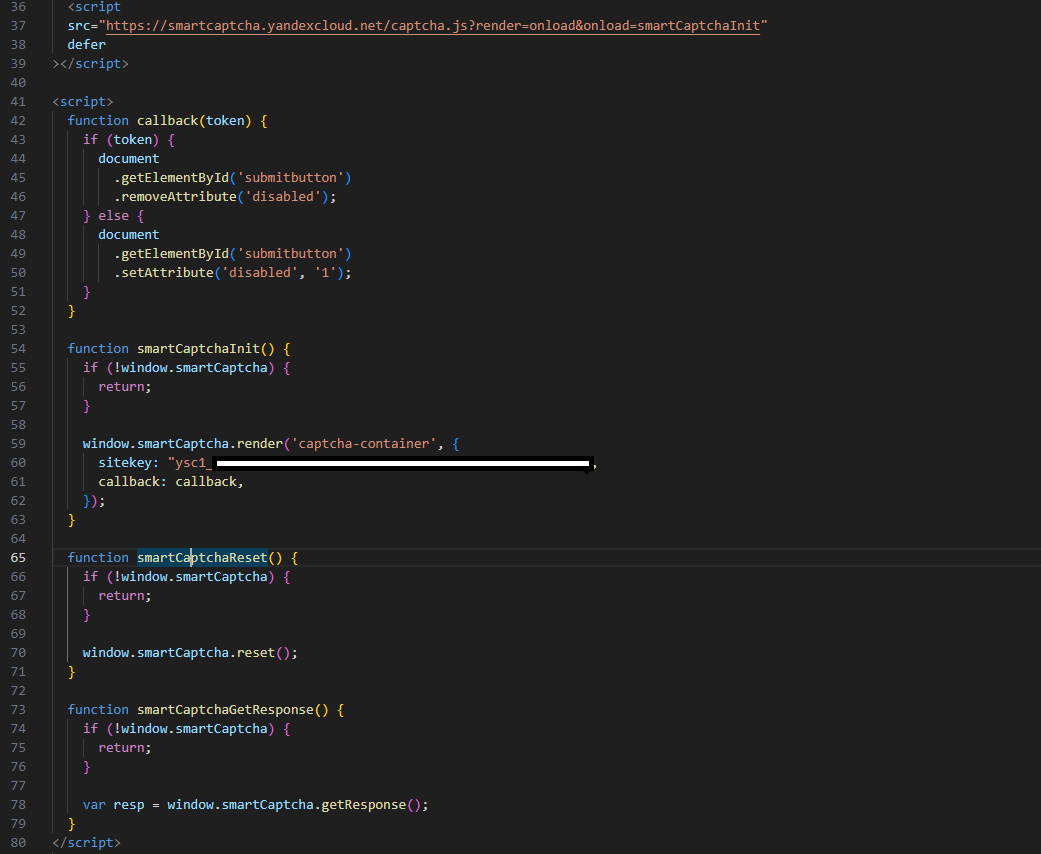 36 <script
37 src="https://smartcaptcha.yandexcloud.net/captcha.js?render=onload&onload=smartCaptchaInit"
38 defer
39 ></script>
40
41 <script>
42 function callback(token) {
43 if (token) {
44 document
45 .getElementById('submitbutton')
46 .removeAttribute('disabled');
47 } else {
48 document
49 .getElementById('submitbutton')
50 .setAttribute('disabled', '1');
51 }
52 }
53
54 function smartCaptchaInit() {
55 if (!window.smartCaptcha) {
56 return;
57 }
58
59 window.smartCaptcha.render('captcha-container', {
60 sitekey: "ysc1_ ,
61 callback: callback,
62 });
63 }
64
65 function smartCaptchaReset() {
66 if (!window.smartCaptcha) {
67 return;
68 }
69
70 window.smartCaptcha.reset();
71 }
72
73 function smartCaptchaGetResponse() {
74 if (!window.smartCaptcha) {
75 return;
76 }
77
78 var resp = window.smartCaptcha.getResponse();
79 }
80 </script>